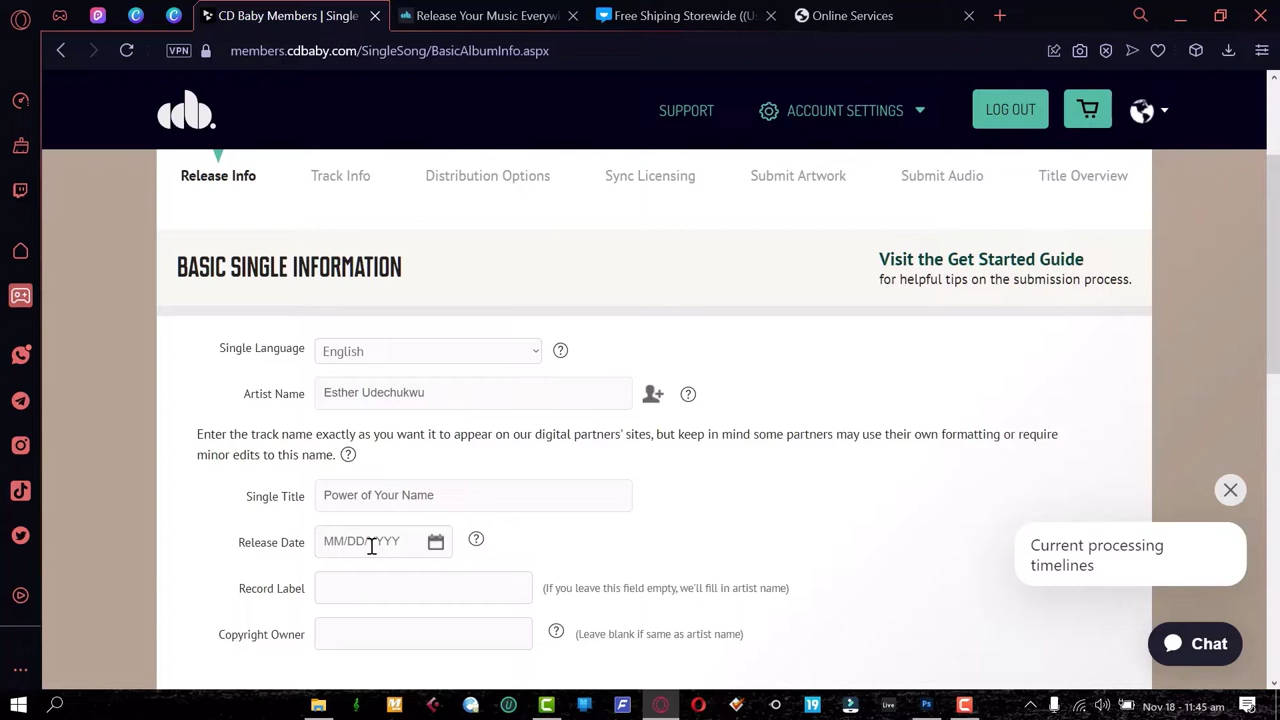 CD Baby Members | Single
Release Your Music Everywh
Free Shiping Storewide ((U
Online Services
VPN
members.cdbaby.com/SingleSong/BasicAlbumInfo.aspx
cdb.
SUPPORT
ACCOUNT SETTINGS
LOG OUT
Release Info
Track Info
Distribution Options
Sync Licensing
Submit Artwork
Submit Audio
Title Overview
BASIC SINGLE INFORMATION
Visit the Get Started Guide
for helpful tips on the submission process.
Single Language
English
?
Artist Name
Esther Udechukwu
?
Enter the track name exactly as you want it to appear on our digital partners' sites, but keep in mind some partners may use their own formatting or require
minor edits to this name. ?
Single Title
Power of Your Name
Release Date
MM/DD/YYYY
?
Record Label
(If you leave this field empty, we'll fill in artist name)
Copyright Owner
?
(Leave blank if same as artist name)
Current processing
timelines
Chat
19
Live
Ps
Nov 18 - 11:45 am